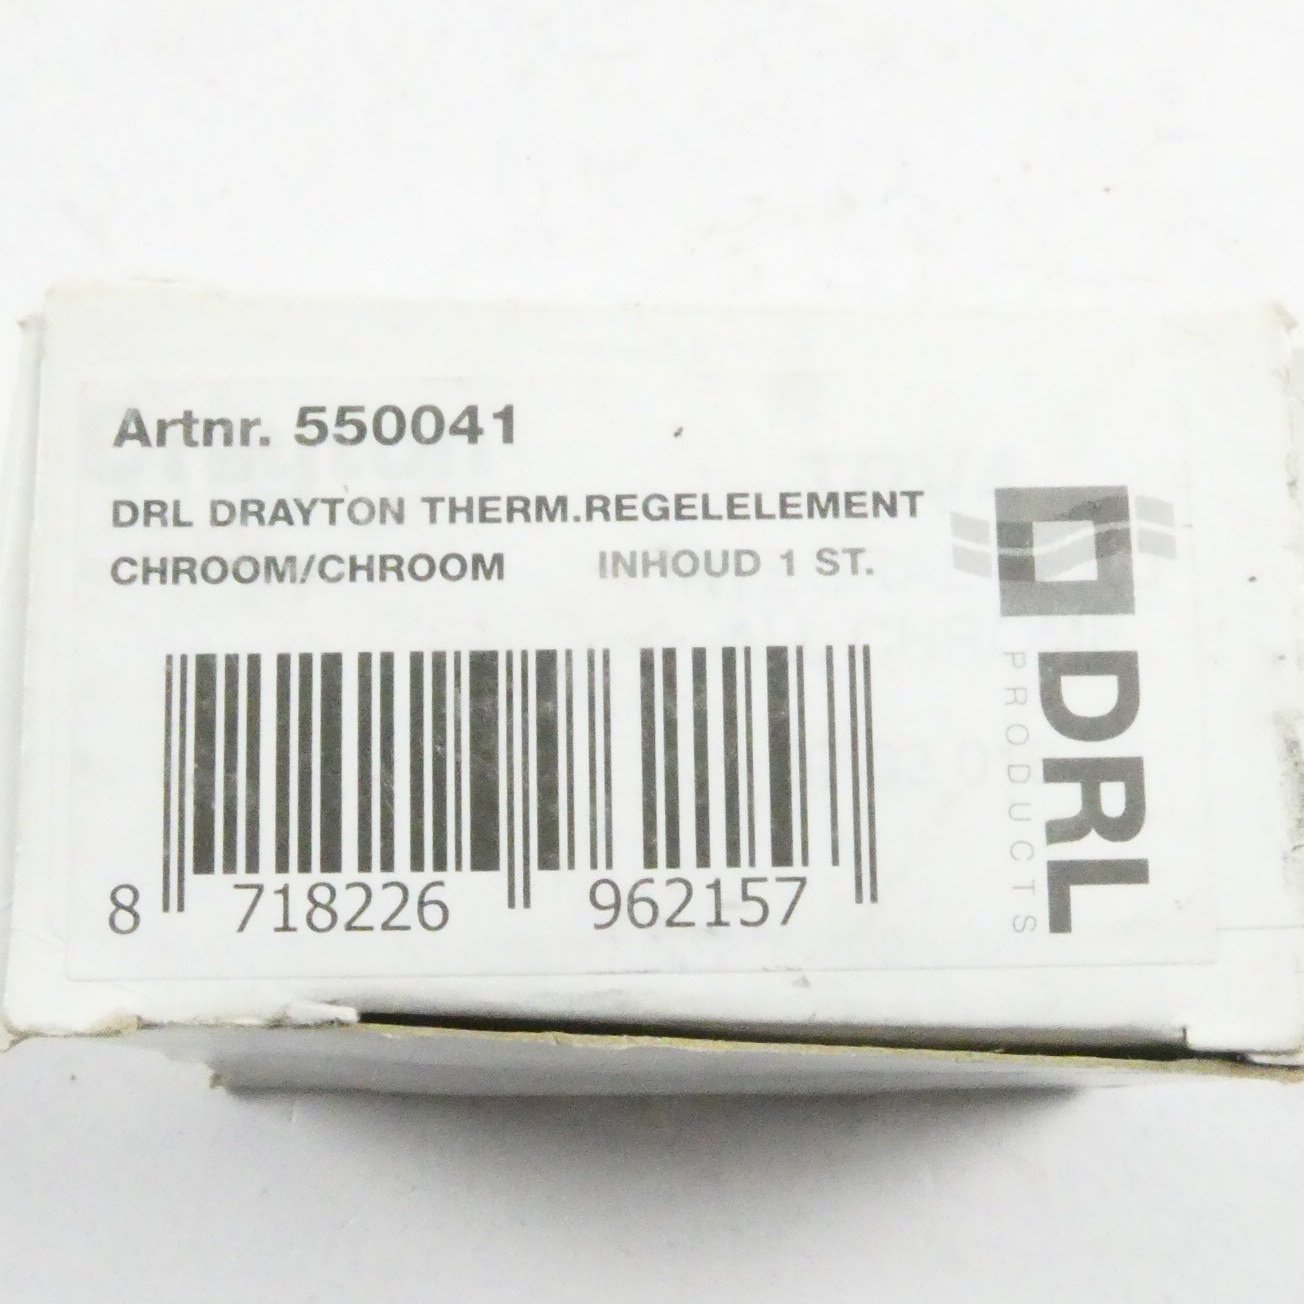 Artnr. 550041
DRL DRAYTON THERM.REGELELEMENT
CHROOM/CHROOM INHOUD 1 ST.
8 718226 962157
DRL
PRODUCTS